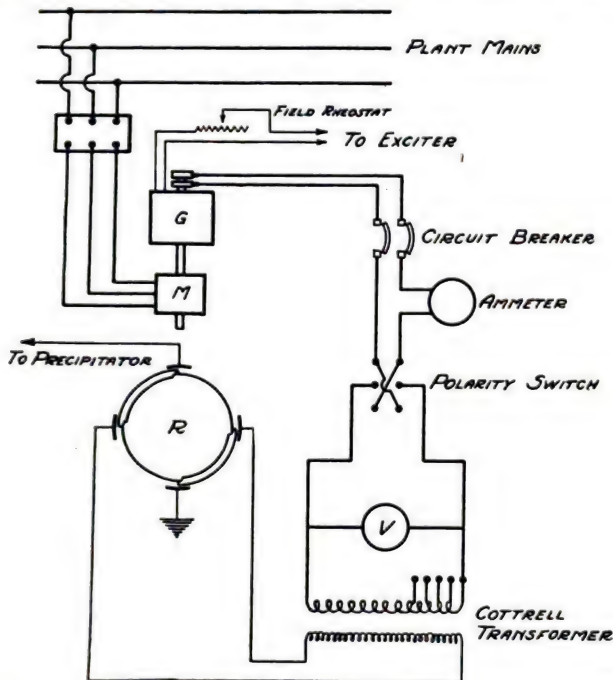 PLANT MAINS
FIELD RHEOSTAT
TO EXCITER
G
CIRCUIT BREAKER
M
AMMETER
TO PRECIPITATOR
POLARITY SWITCH
R
V
COTTRELL
TRANSFORMER